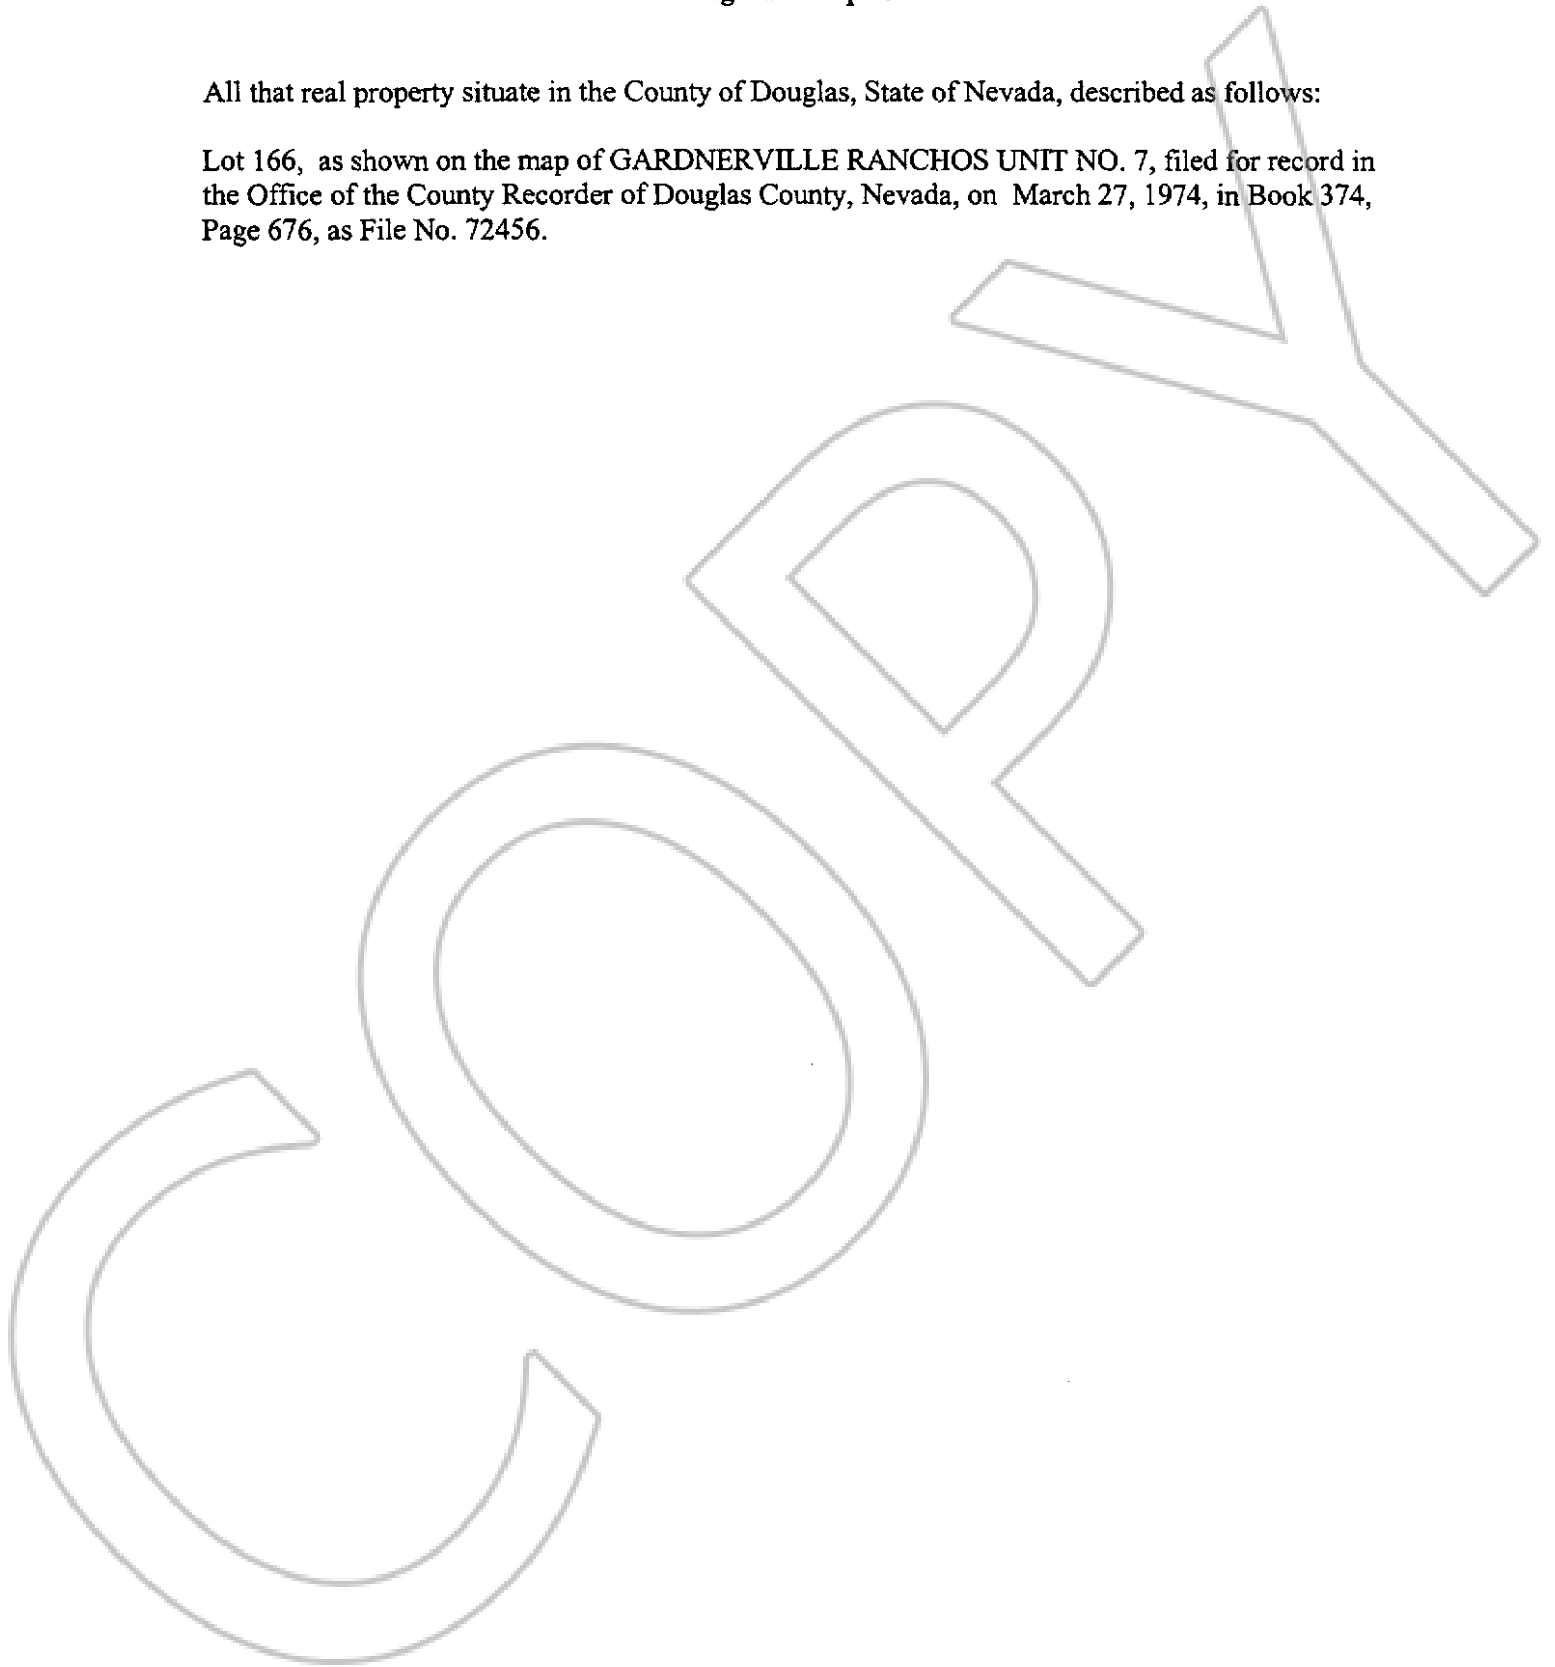 All that real property situate in the County of Douglas, State of Nevada, described as follows:
Lot 166, as shown on the map of GARDNERVILLE RANCHOS UNIT NO. 7, filed for record in
the Office of the County Recorder of Douglas County, Nevada, on March 27, 1974, in Book 374,
Page 676, as File No. 72456.
COPY